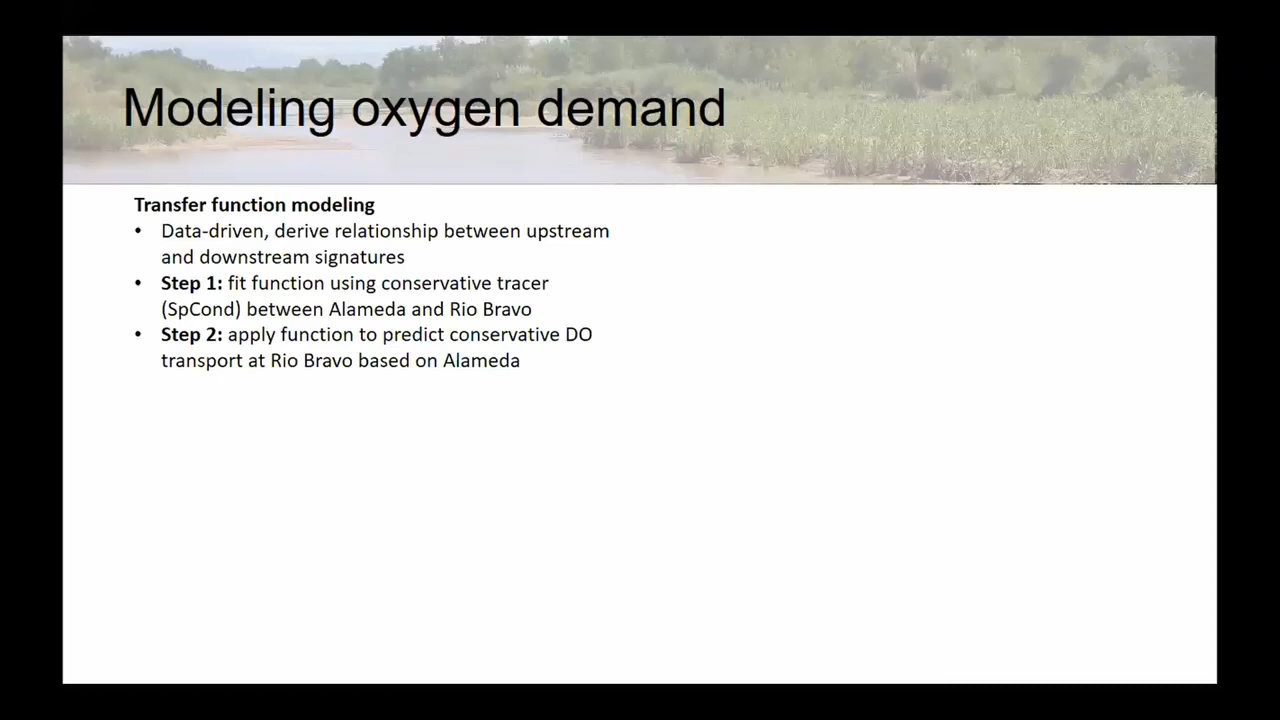 Modeling oxygen demand
Transfer function modeling
• Data-driven, derive relationship between upstream
and downstream signatures
• Step 1: fit function using conservative tracer
(SpCond) between Alameda and Rio Bravo
• Step 2: apply function to predict conservative DO
transport at Rio Bravo based on Alameda